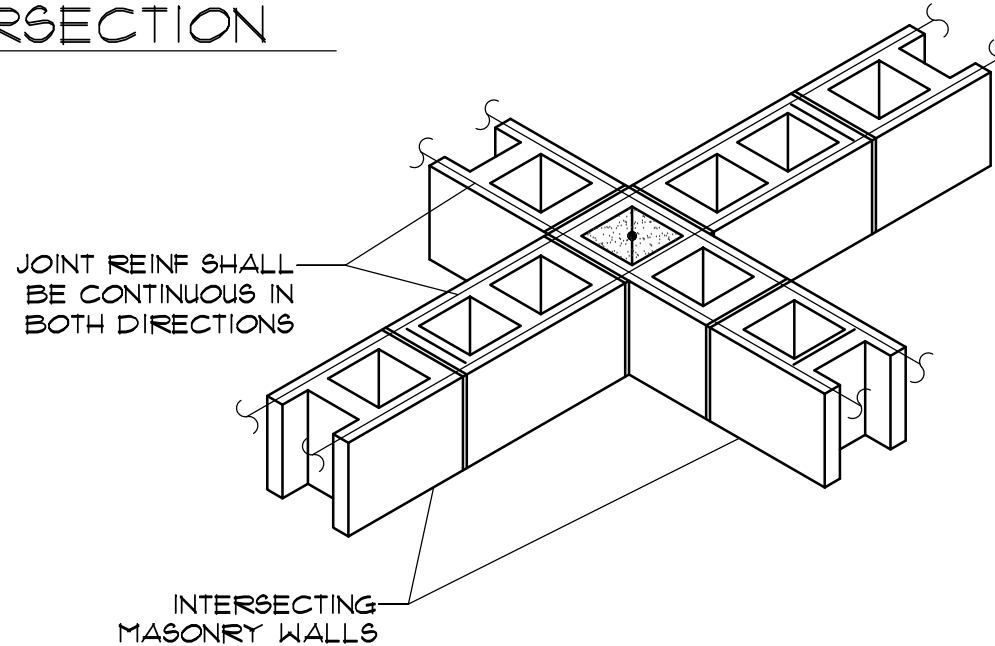 RSECTION
JOINT REINF SHALL
BE CONTINUOUS IN
BOTH DIRECTIONS
INTERSECTING
MASONRY WALLS